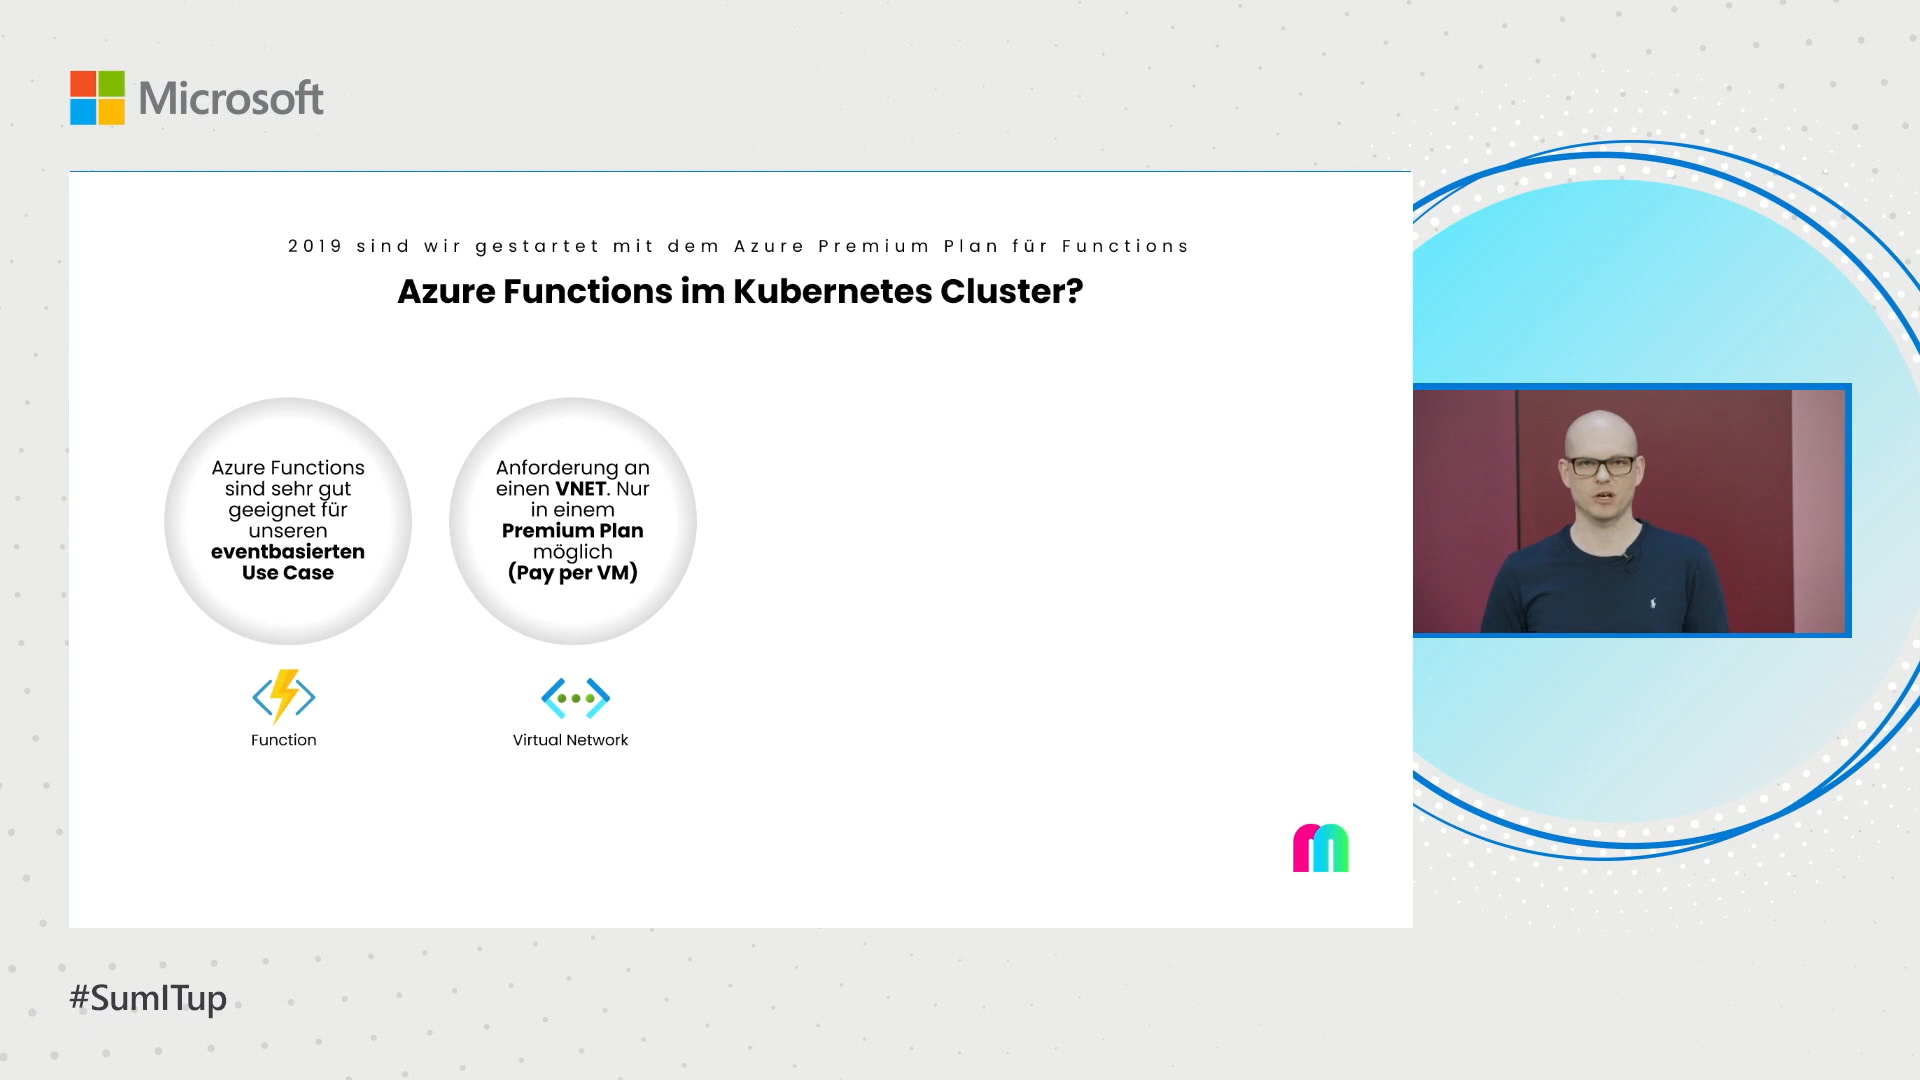 Microsoft
2019 sind wir gestartet mit dem Azure Premium Plan für Functions
Azure Functions im Kubernetes Cluster?
Azure Functions
sind sehr gut
geeignet für
unseren
eventbasierten
Use Case
Anforderung an
einen VNET. Nur
in einem
Premium Plan
möglich
(Pay per VM)
Function
Virtual Network
#SumITup